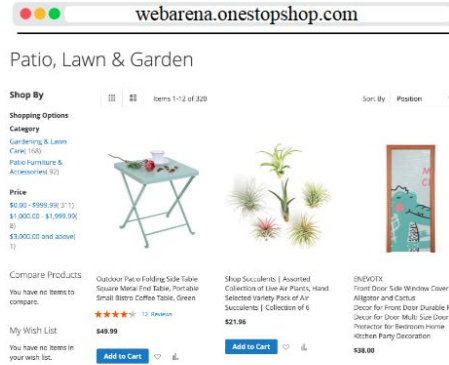 webarena.onestopshop.com
Patio, Lawn & Garden
Shop By
Shopping Options
Category
Gardening & Lawn
Care( 168)
Patio Furniture &
Accessories( 92)
Price
$0.00 - $999.99( 311)
$1,000.00 - $1,999.99(
8)
$3,000.00 and above(
1)
Compare Products
You have no items to
compare.
My Wish List
You have no items in
your wish list.
Items 1-12 of 320
Sort By Position
Outdoor Patio Folding Side Table
Square Metal End Table, Portable
Small Bistro Coffee Table, Green
12 Reviews
$49.99
Add to Cart
Shop Succulents | Assorted
Collection of Live Air Plants, Hand
Selected Variety Pack of Air
Succulents | Collection of 6
$21.96
Add to Cart
ENEVOTX
Front Door Side Window Cover
Alligator and Cactus
Decor for Front Door Durable
Decor for Door Multi Size Door
Protector for Bedroom Home
Kitchen Party Decoration
$38.00